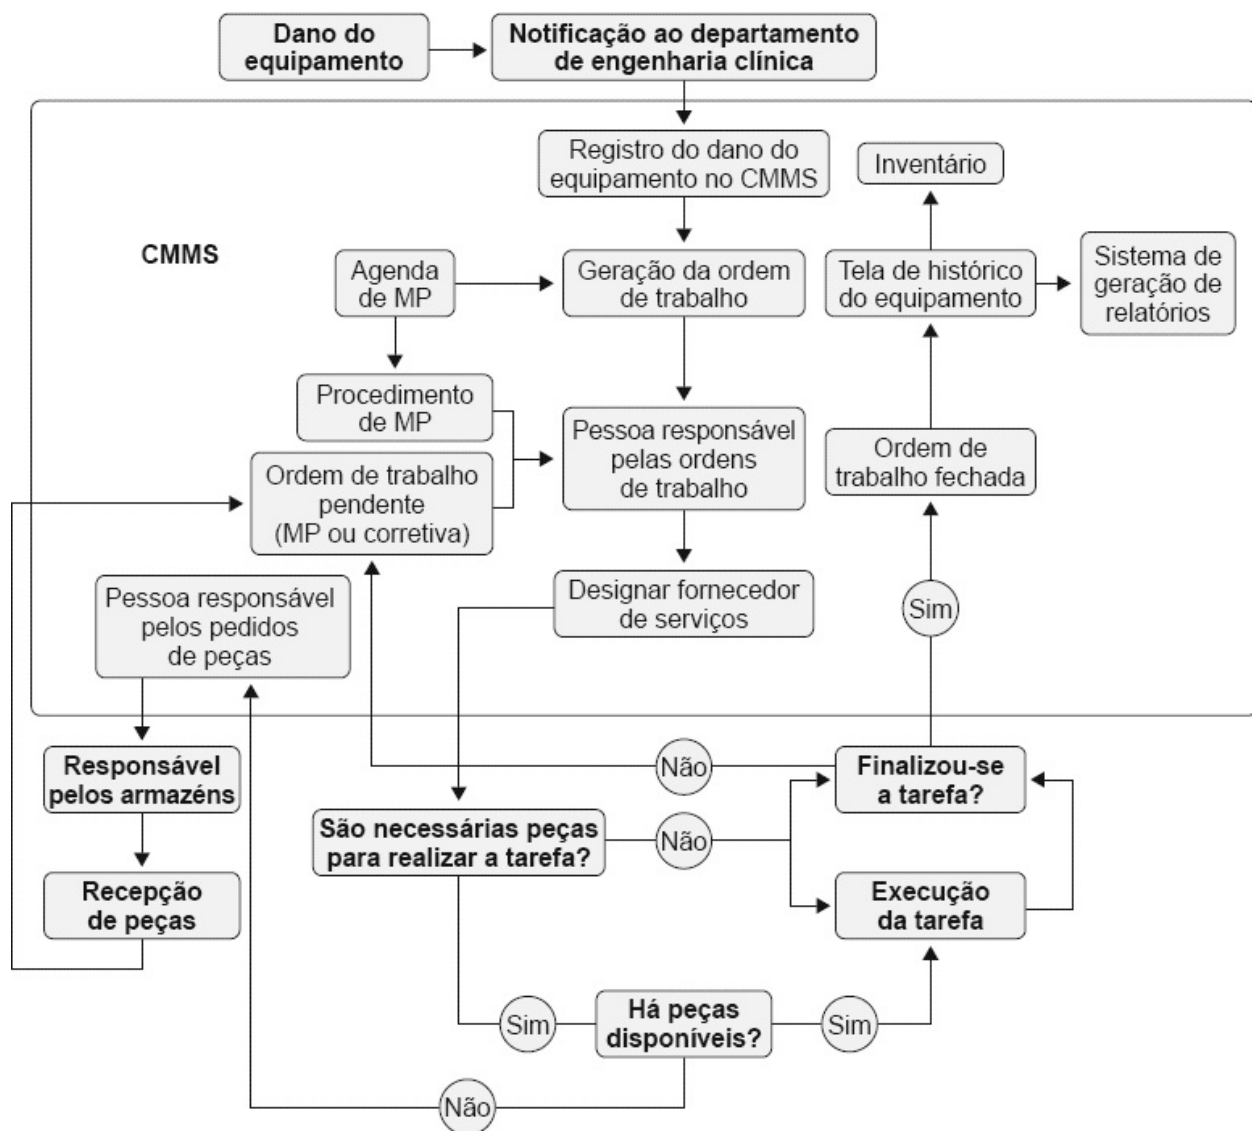 Dano do
equipamento
Notificação ao departamento
de engenharia clínica
Registro do dano do
equipamento no CMMS
Inventário
CMMS
Agenda
de MP
Geração da ordem
de trabalho
Tela de histórico
do equipamento
Sistema de
geração de
relatórios
Procedimento
de MP
Pessoa responsável
pelas ordens
de trabalho
Ordem de
trabalho fechada
Ordem de trabalho
pendente
(MP ou corretiva)
Pessoa responsável
pelos pedidos
de peças
Designar fornecedor
de serviços
Sim
Responsável
pelos armazéns
Não
Finalizou-se
a tarefa?
São necessárias peças
para realizar a tarefa?
Não
Recepção
de peças
Execução
da tarefa
Sim
Há peças
disponíveis?
Sim
Não